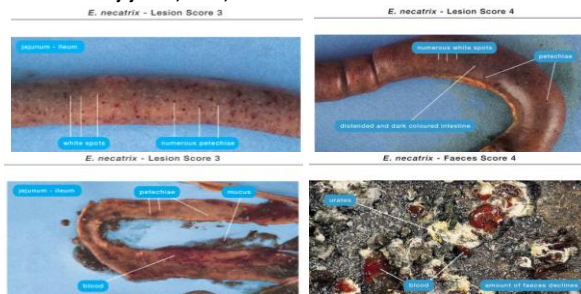 E. necatrix - Lesion Score 3
jejunum - ileum
white spots
numerous petechiae
E. necatrix - Lesion Score 4
numerous white spots
petechiae
distended and dark coloured intestine
E. necatrix - Lesion Score 3
jejunum - ileum
petechiae
mucus
blood
E. necatrix - Faeces Score 4
urates
blood
amount of faeces declines